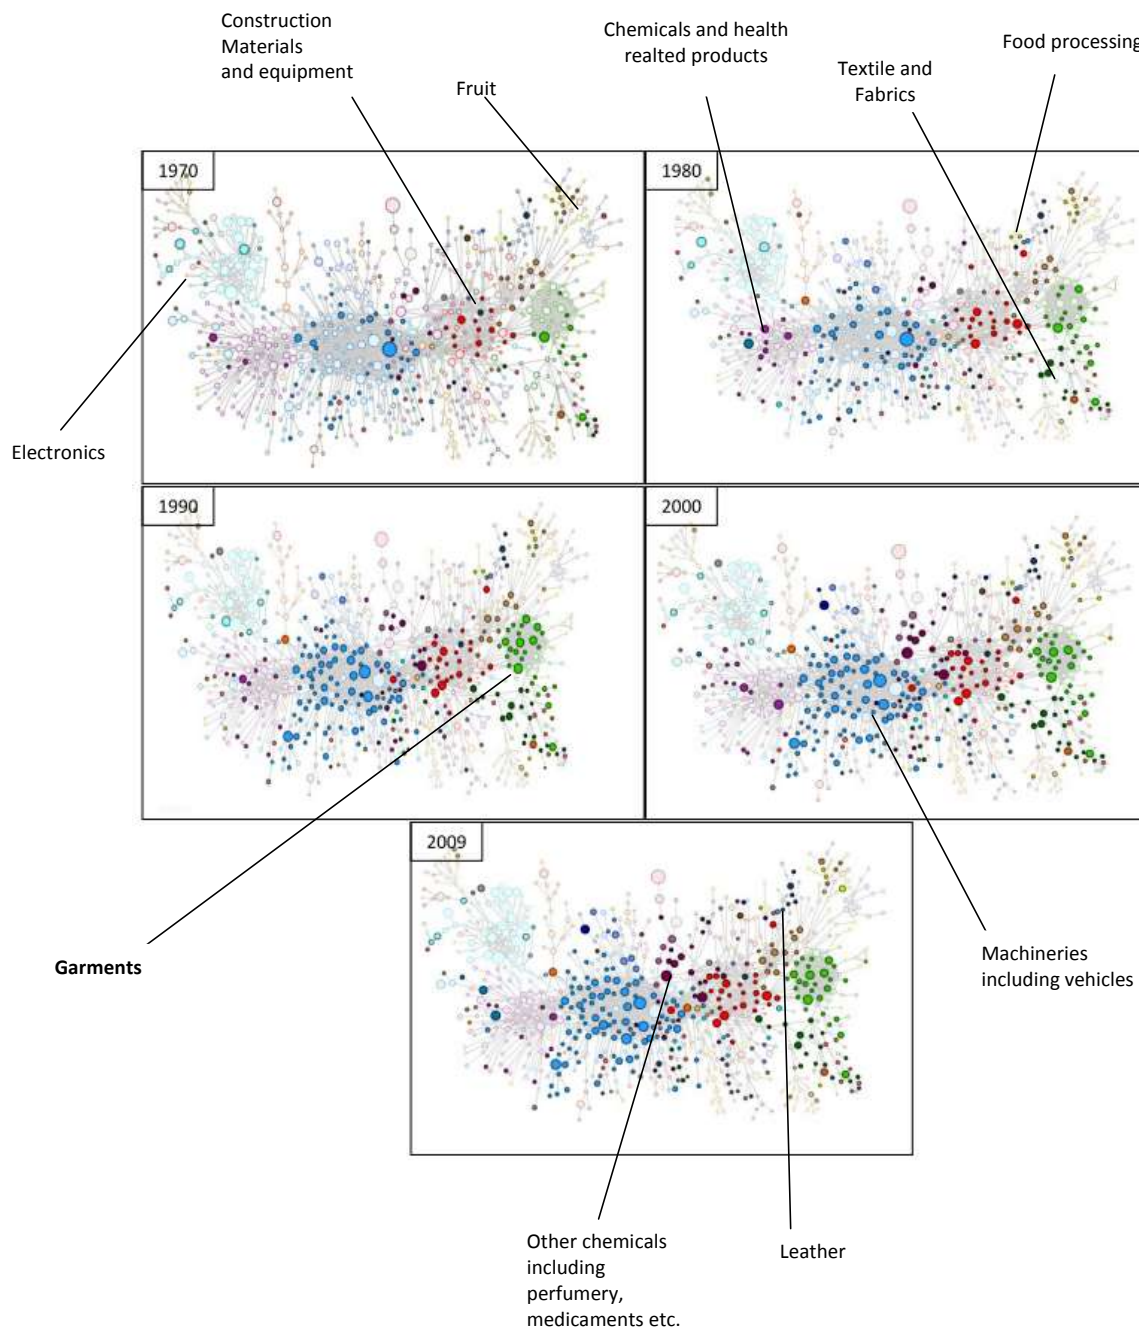 Construction
Materials
and equipment
Fruit
Chemicals and health
realted products
Textile and
Fabrics
Food processing
1970
1980
Electronics
1990
2000
2009
Garments
Machineries
including vehicles
Other chemicals
including
perfumery,
medicaments etc.
Leather